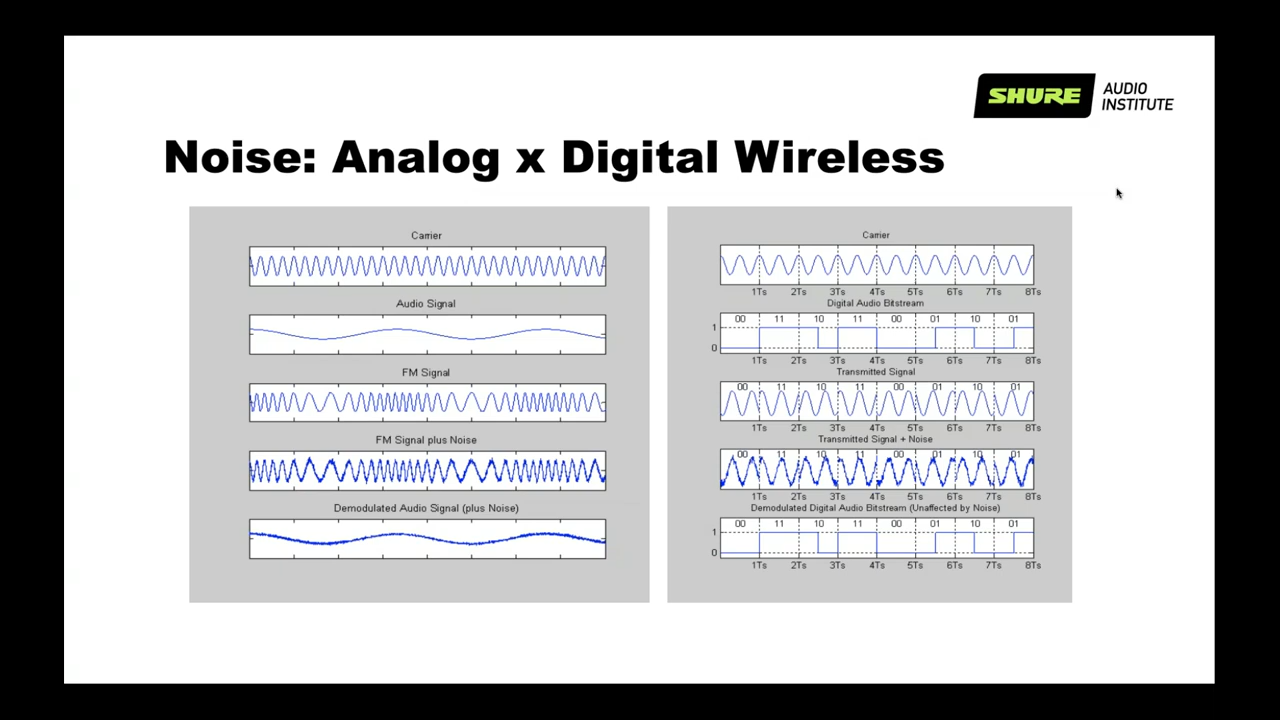 SHURE AUDIO INSTITUTE
Noise: Analog x Digital Wireless
Carrier
Audio Signal
FM Signal
FM Signal plus Noise
Demodulated Audio Signal (plus Noise)
Carrier
1Ts 2Ts 3Ts 4Ts 5Ts 6Ts 7Ts 8Ts
Digital Audio Bitstream
00 11 10 11 00 01 10 01
1
0
1Ts 2Ts 3Ts 4Ts 5Ts 6Ts 7Ts 8Ts
Transmitted Signal
00 11 10 11 00 01 10 01
1Ts 2Ts 3Ts 4Ts 5Ts 6Ts 7Ts 8Ts
Transmitted Signal + Noise
00 11 10 11 00 01 10 01
1Ts 2Ts 3Ts 4Ts 5Ts 6Ts 7Ts 8Ts
Demodulated Digital Audio Bitstream (Unaffected by Noise)
00 11 10 11 00 01 10 01
1
0
1Ts 2Ts 3Ts 4Ts 5Ts 6Ts 7Ts 8Ts